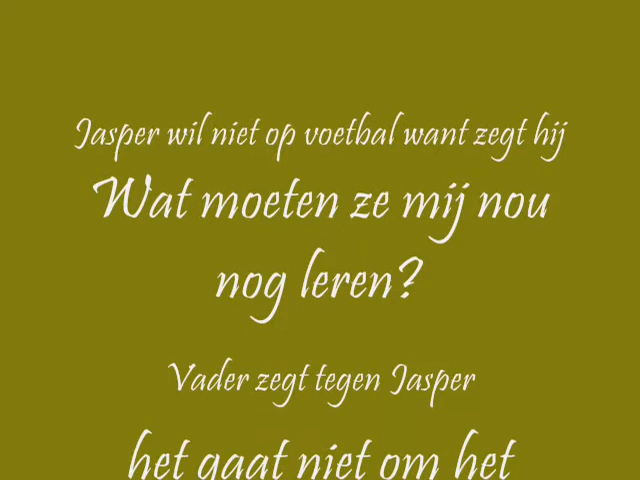 Jasper wil niet op voetbal want zegt hij
Wat moeten ze mij nou
nog leren?
Vader zegt tegen Jasper
het gaat niet om het